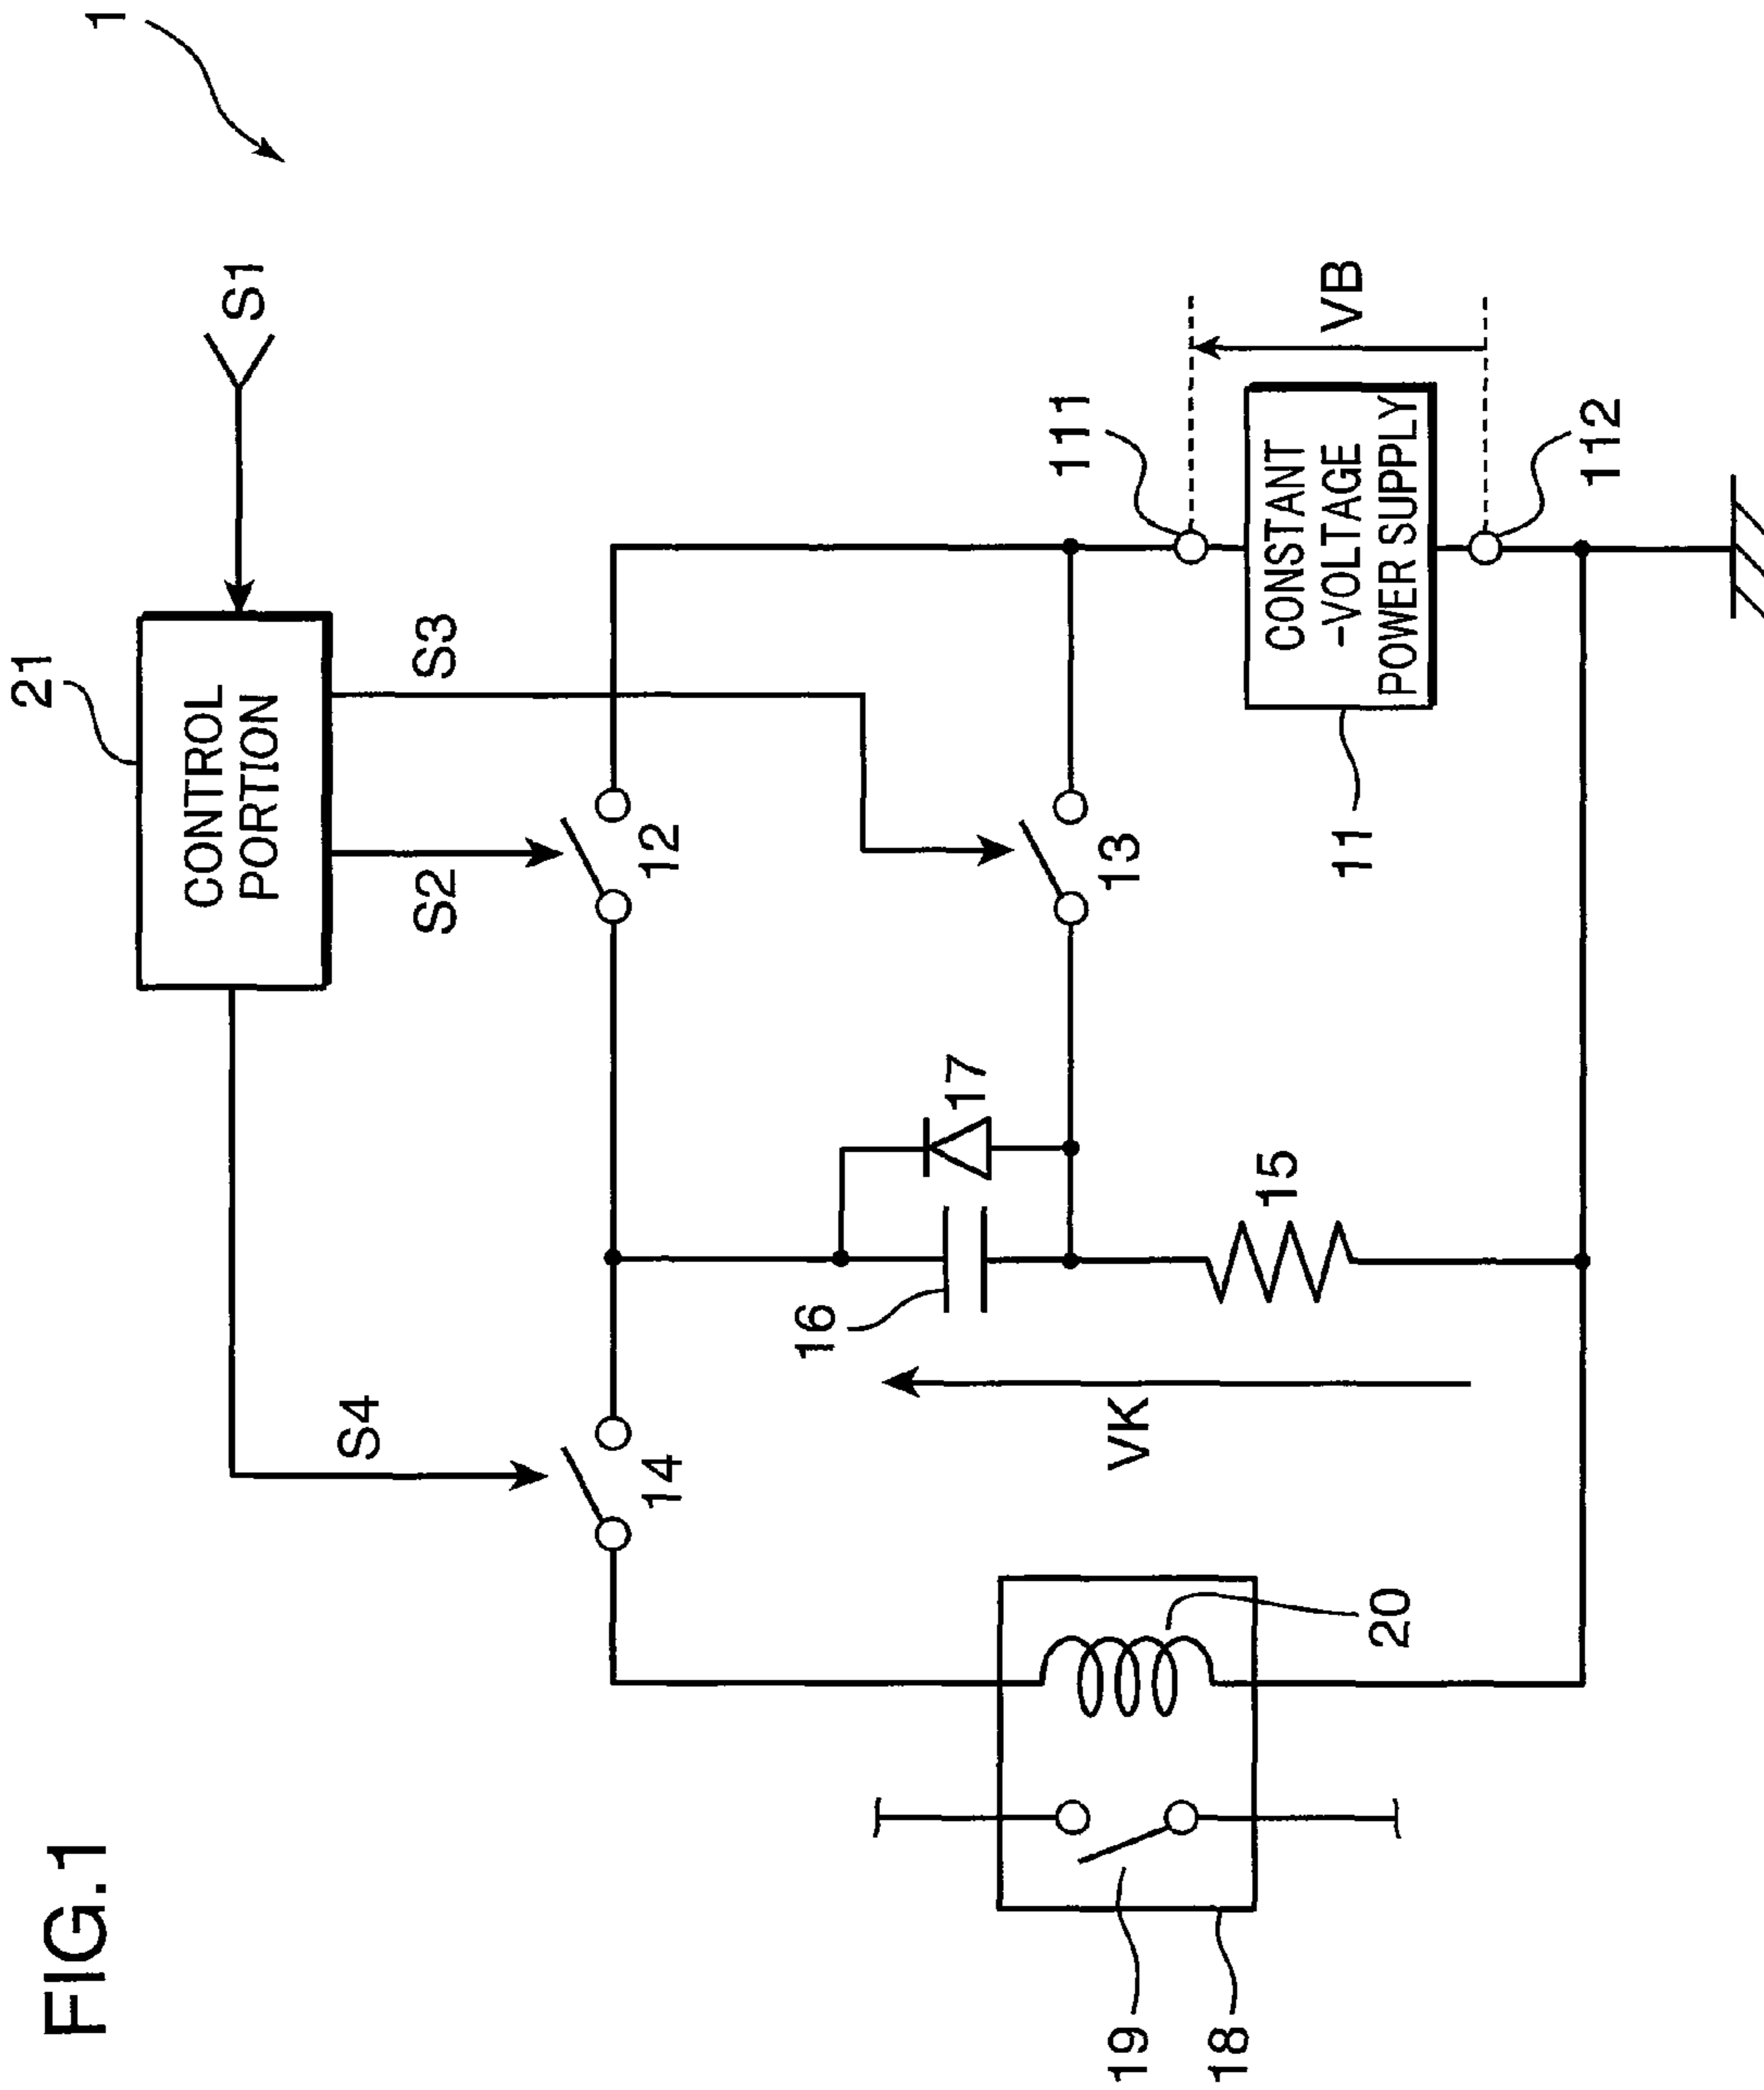 FIG.1
1
21
CONTROL
PORTION
S1
S2
S3
S4
12
13
14
111
VB
CONSTANT
-VOLTAGE
POWER SUPPLY
11
112
17
16
15
VK
20
19
18